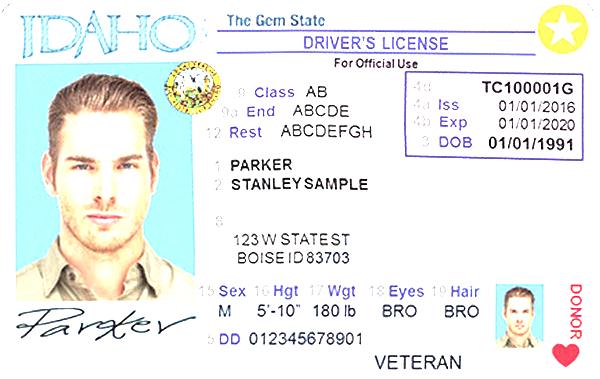 IDAHO
The Gem State
DRIVER'S LICENSE
For Official Use
9 Class AB
9a End ABCDE
12 Rest ABCDEFGH
4d TC100001G
4a Iss 01/01/2016
4b Exp 01/01/2020
3 DOB 01/01/1991
1 PARKER
2 STANLEYSAMPLE
8
123 W STATE ST
BOISE ID 83703
15 Sex 16 Hgt 17 Wgt 18 Eyes 19 Hair
M 5'-10" 180 lb BRO BRO
5 DD 012345678901
VETERAN
DONOR
Parker